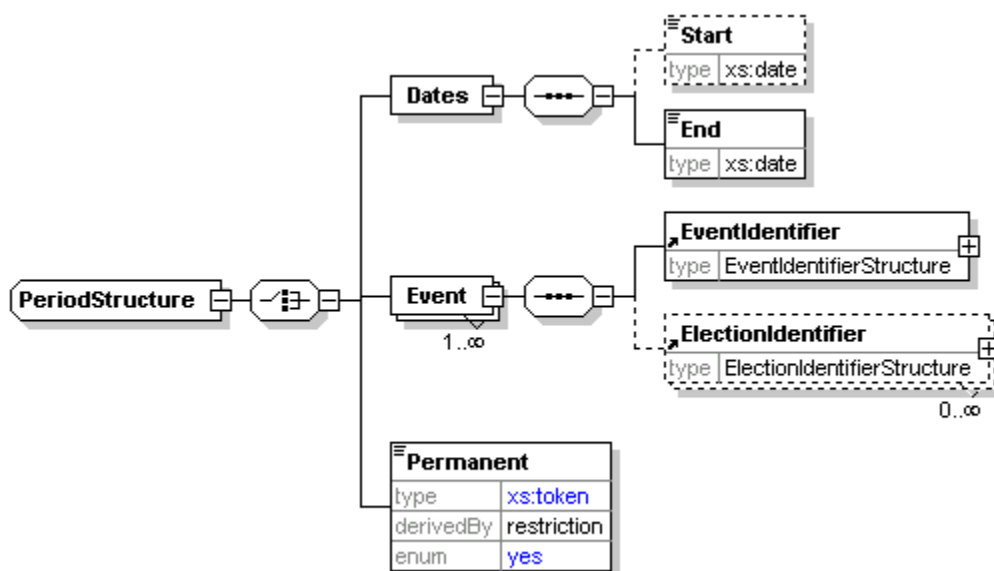 Start
type xs:date
Dates
End
type xs:date
EventIdentifier
type EventIdentifierStructure
PeriodStructure
Event
1..∞
ElectionIdentifier
type ElectionIdentifierStructure
0..∞
Permanent
type xs:token
derivedBy restriction
enum yes